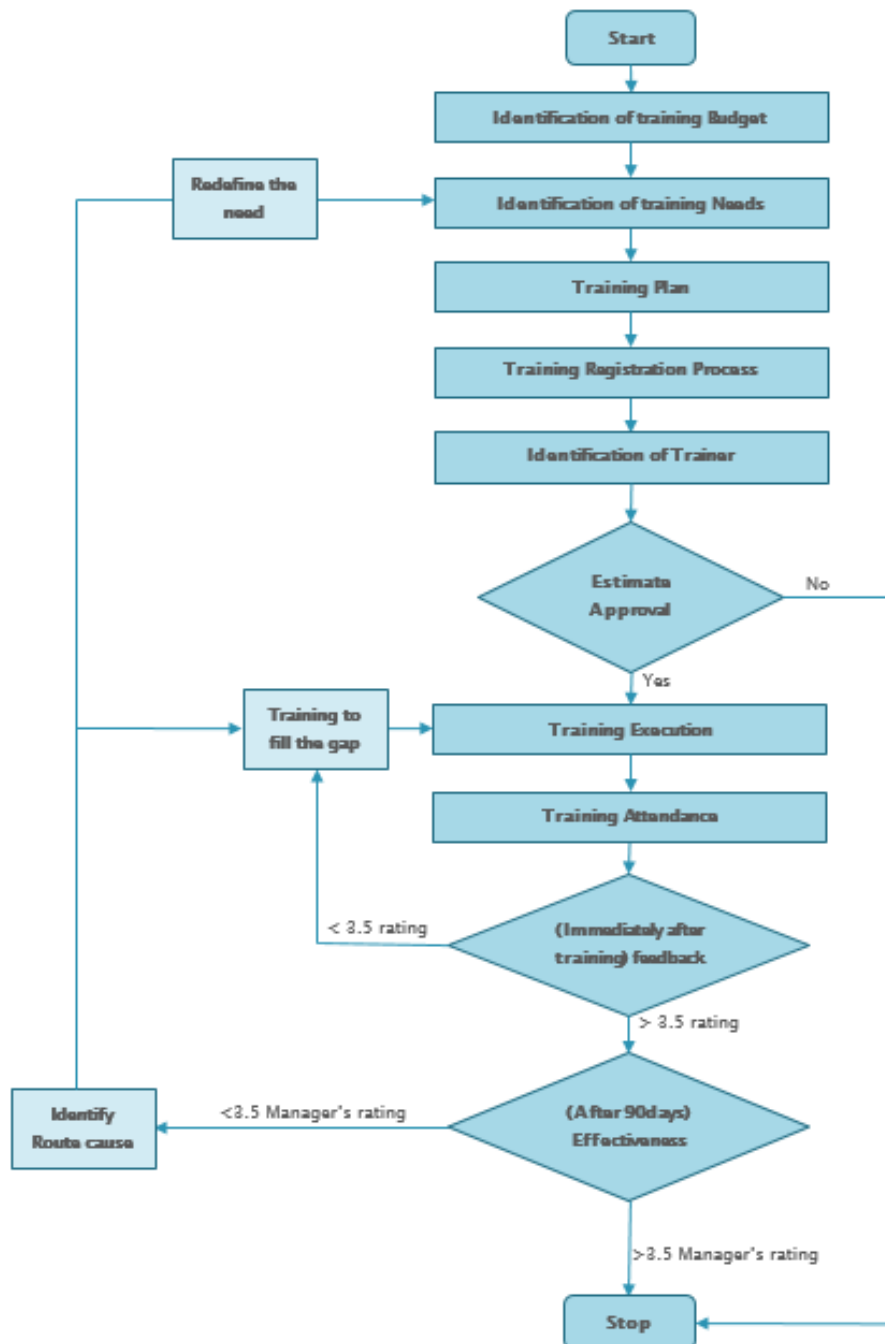 Start
Identification of training Budget
Redefine the
need
Identification of training Needs
Training Plan
Training Registration Process
Identification of Trainer
Estimate
Approval
No
Yes
Training to
fill the gap
Training Execution
Training Attendance
< 3.5 rating
(Immediately after
training) feedback
> 3.5 rating
Identify
Route cause
<3.5 Manager's rating
(After 90days)
Effectiveness
>3.5 Manager's rating
Stop